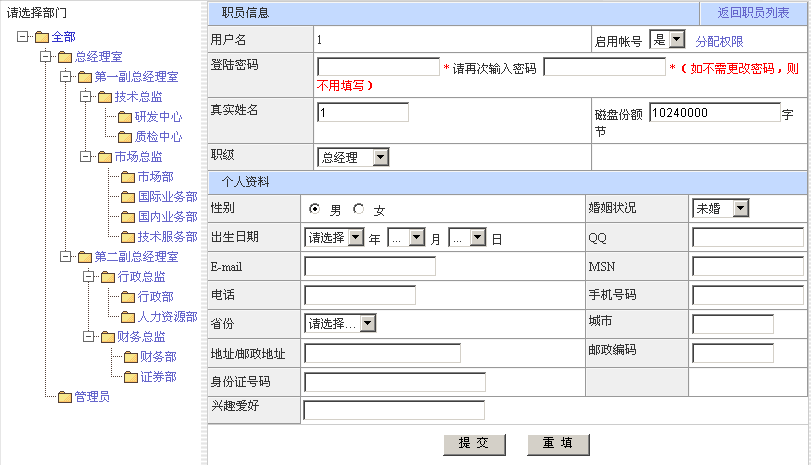 请选择部门
全部
总经理室
第一副总经理室
技术总监
研发中心
质检中心
市场总监
市场部
国际业务部
国内业务部
技术服务部
第二副总经理室
行政总监
行政部
人力资源部
财务总监
财务部
证券部
管理员
职员信息 返回职员列表
用户名 1 启用帐号 是 分配权限
登陆密码 * 请再次输入密码 * （如不需更改密码，则
不用填写）
真实姓名 1 磁盘份额 10240000 字
节
职级 总经理
个人资料
性别 男 女 婚姻状况 未婚
出生日期 请选择 年 ... 月 ... 日 QQ
E-mail MSN
电话 手机号码
省份 请选择... 城市
地址/邮政地址 邮政编码
身份证号码
兴趣爱好
提 交 重 填